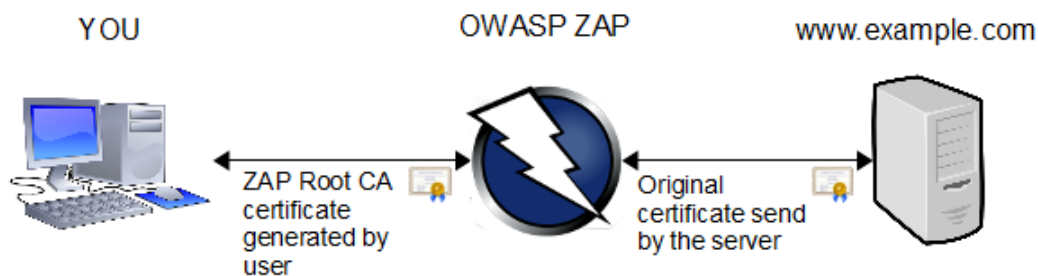 YOU
OWASP ZAP
www.example.com
ZAP Root CA
certificate
generated by
user
Original
certificate send
by the server